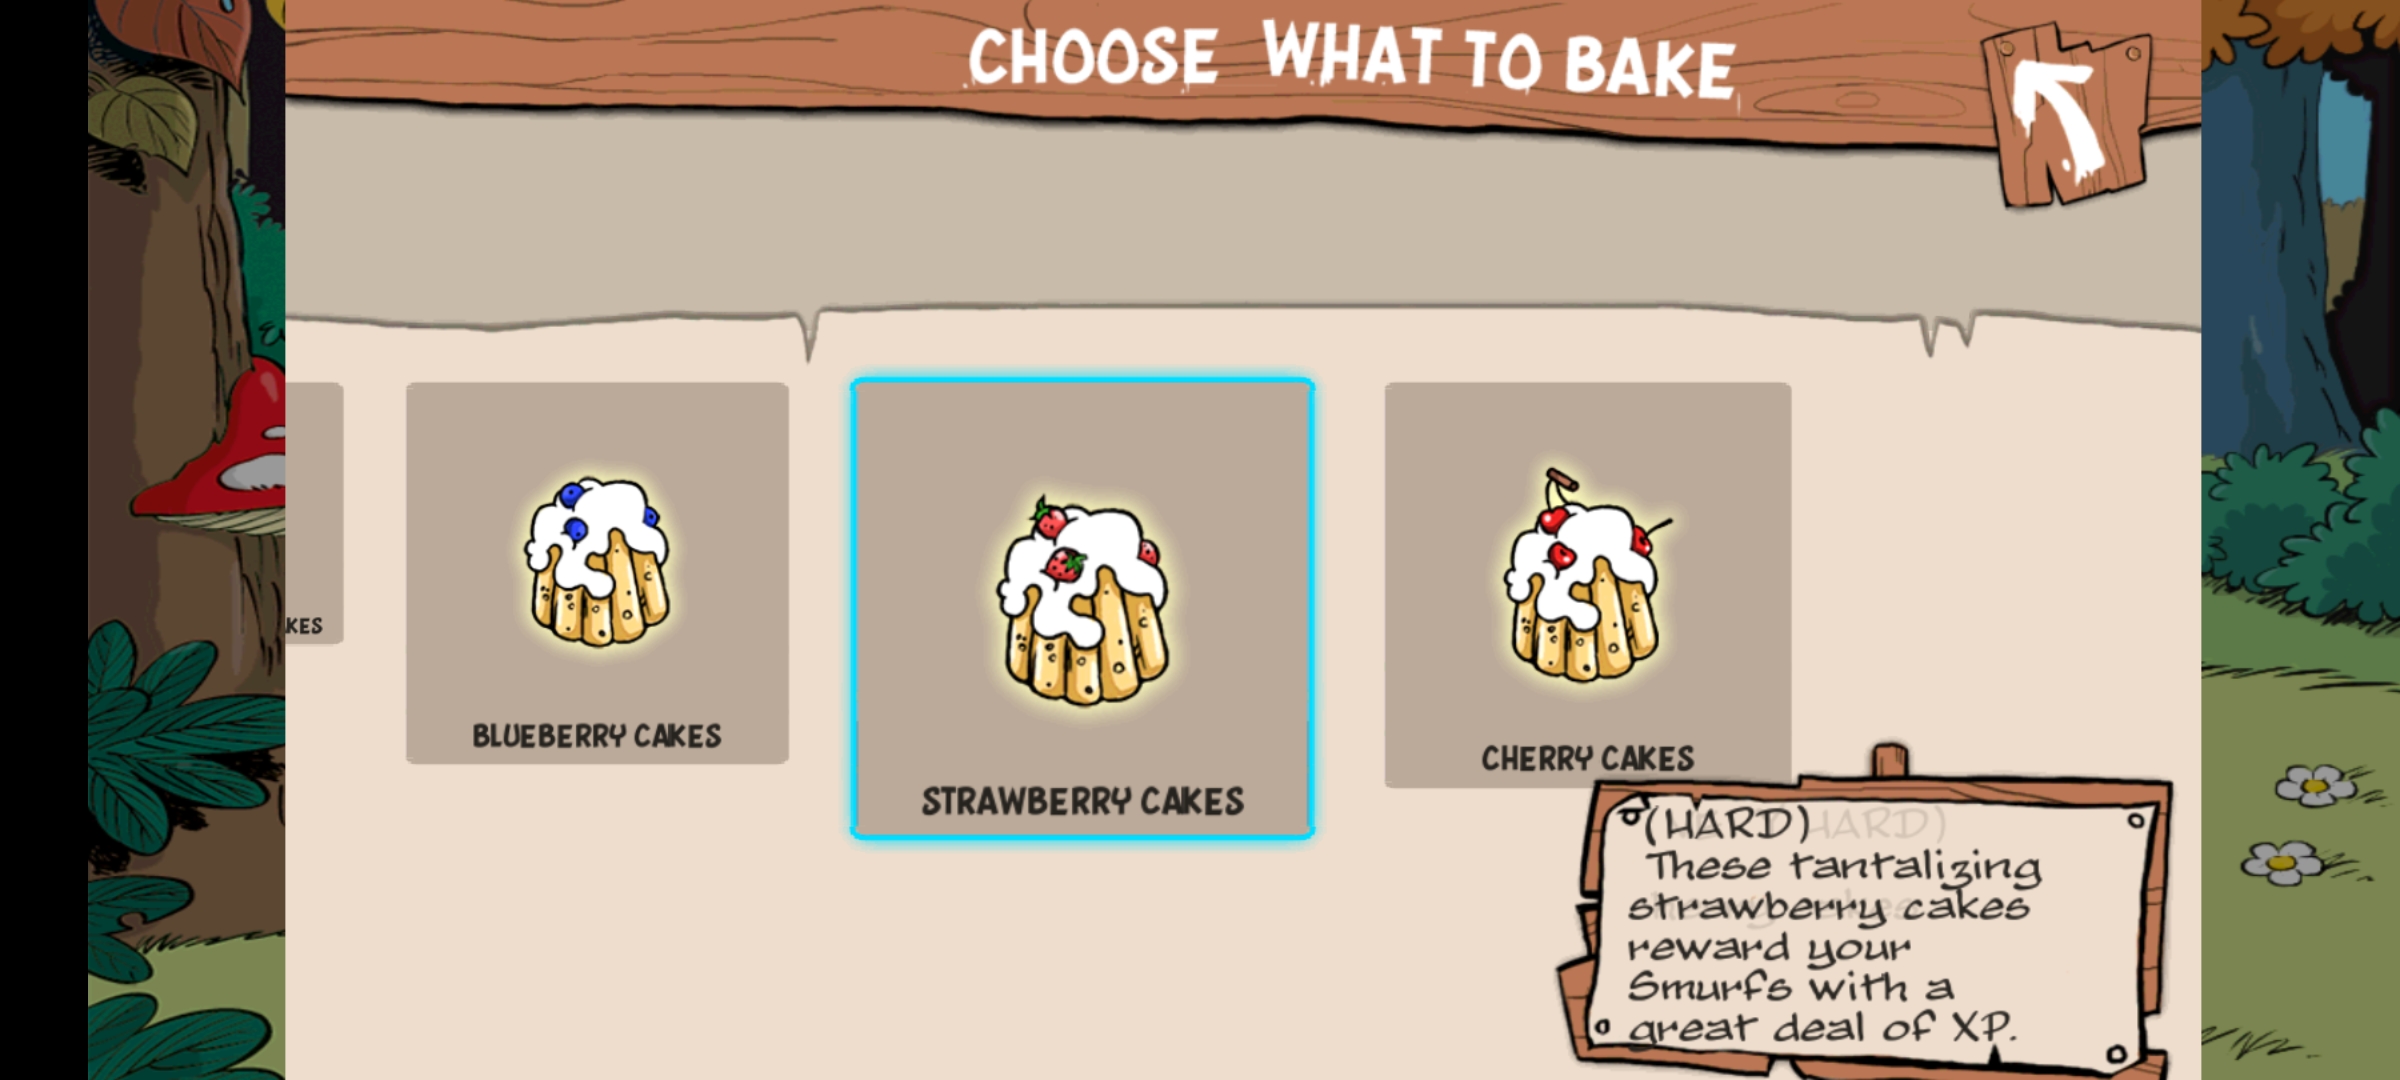 CHOOSE WHAT TO BAKE
KES
BLUEBERRY CAKES
STRAWBERRY CAKES
CHERRY CAKES
(HARD)
These tantalizing
strawberry cakes
reward your
Smurfs with a
great deal of XP.